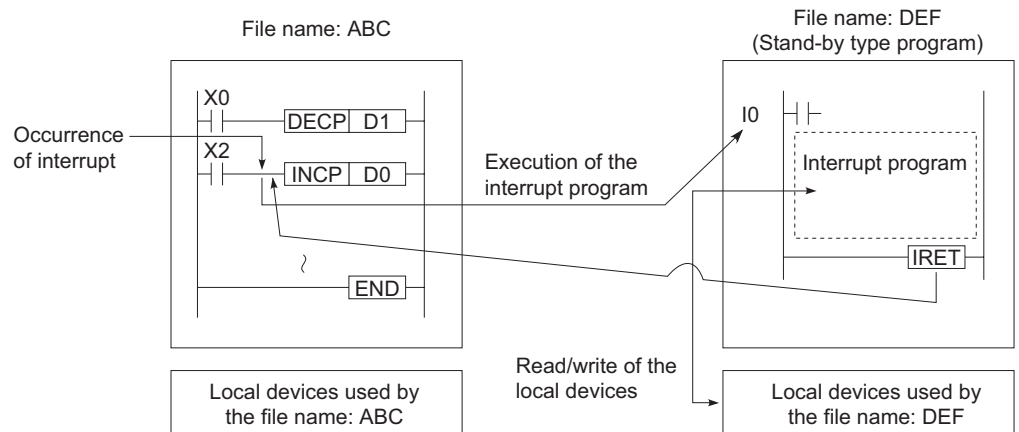 File name: ABC
File name: DEF
(Stand-by type program)
X0
DECP D1
Occurrence
of interrupt
X2
INCP D0
END
Execution of the
interrupt program
I0
Interrupt program
IRET
Read/write of the
local devices
Local devices used by
the file name: ABC
Local devices used by
the file name: DEF